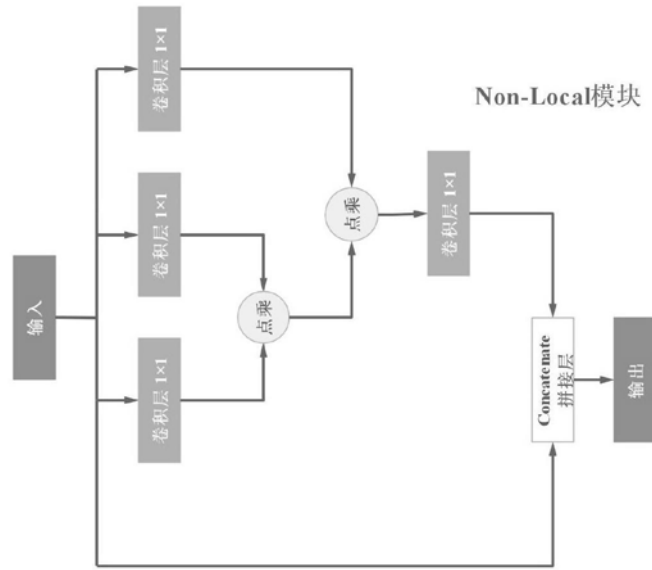 Non-Local模块
输入
卷积层 1×1
卷积层 1×1
卷积层 1×1
点乘
点乘
卷积层 1×1
Concatenate
拼接层
输出